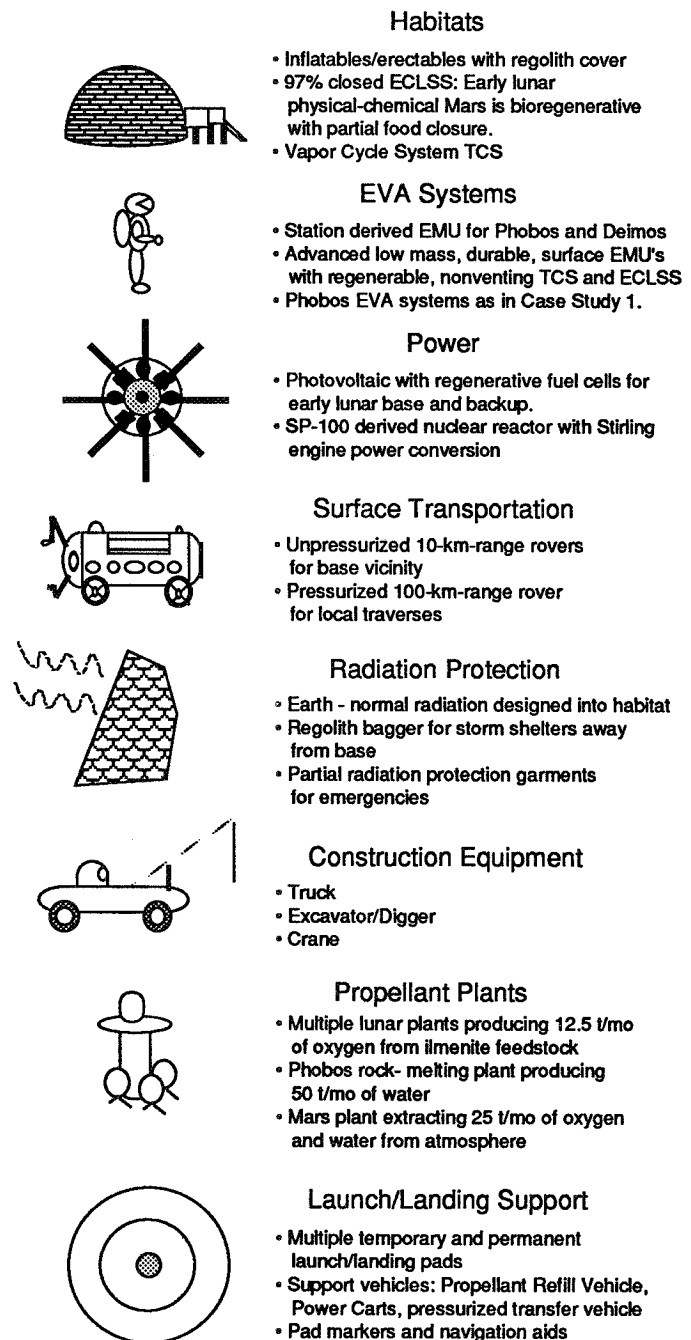 Habitats
• Inflatables/erectables with regolith cover
• 97% closed ECLSS: Early lunar
physical-chemical Mars is bioregenerative
with partial food closure.
• Vapor Cycle System TCS
EVA Systems
• Station derived EMU for Phobos and Deimos
• Advanced low mass, durable, surface EMU's
with regenerable, nonventing TCS and ECLSS
• Phobos EVA systems as in Case Study 1.
Power
• Photovoltaic with regenerative fuel cells for
early lunar base and backup.
• SP-100 derived nuclear reactor with Stirling
engine power conversion
Surface Transportation
• Unpressurized 10-km-range rovers
for base vicinity
• Pressurized 100-km-range rover
for local traverses
Radiation Protection
• Earth - normal radiation designed into habitat
• Regolith bagger for storm shelters away
from base
• Partial radiation protection garments
for emergencies
Construction Equipment
• Truck
• Excavator/Digger
• Crane
Propellant Plants
• Multiple lunar plants producing 12.5 t/mo
of oxygen from ilmenite feedstock
• Phobos rock- melting plant producing
50 t/mo of water
• Mars plant extracting 25 t/mo of oxygen
and water from atmosphere
Launch/Landing Support
• Multiple temporary and permanent
launch/landing pads
• Support vehicles: Propellant Refill Vehicle,
Power Carts, pressurized transfer vehicle
• Pad markers and navigation aids